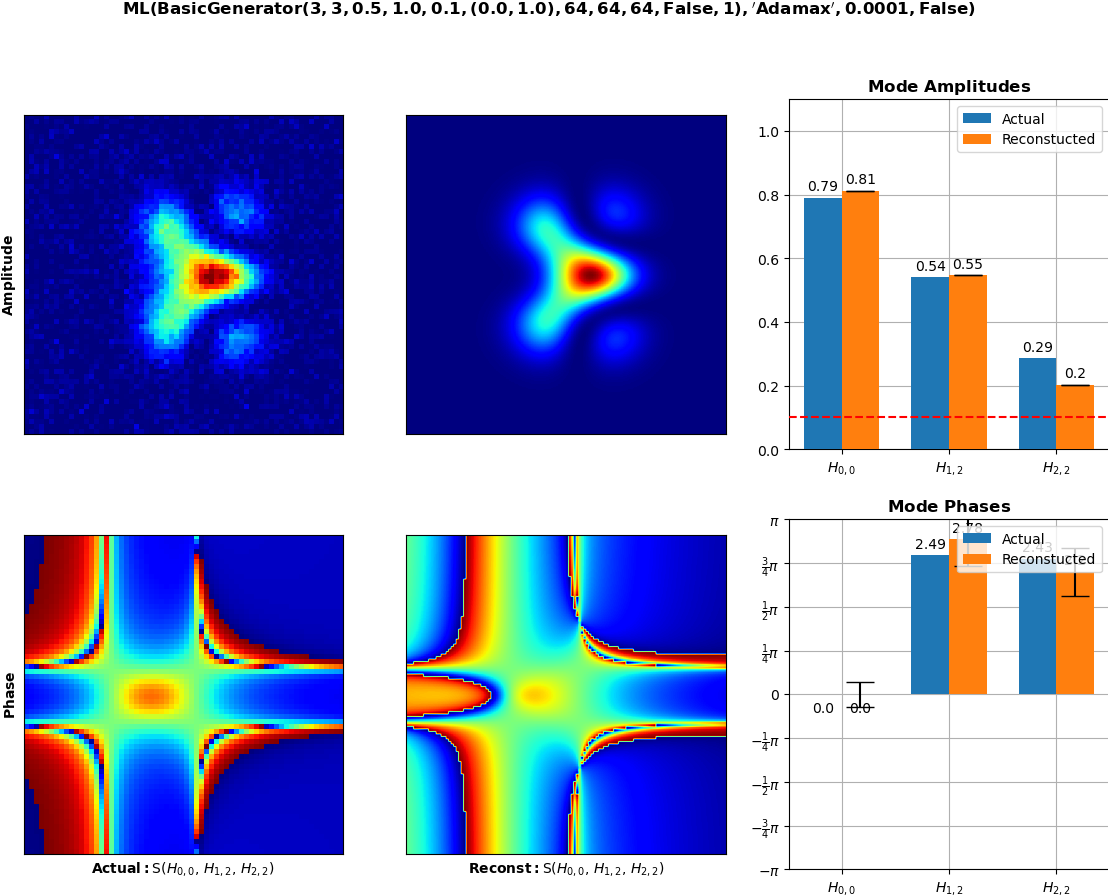 ML(BasicGenerator(3, 3, 0.5, 1.0, 0.1, (0.0, 1.0), 64, 64, 64, False, 1), ′Adamax′, 0.0001, False)
Mode Amplitudes
Amplitude
Actual
Reconstucted
1.0
0.8
0.6
0.4
0.2
0.0
0.79 0.81
0.54 0.55
0.29 0.2
H0,0 H1,2 H2,2
Mode Phases
Phase
Actual
Reconstucted
π
3/4π
1/2π
1/4π
0
−1/4π
−1/2π
−3/4π
−π
0.0 0.0
2.49 2.78
2.43
H0,0 H1,2 H2,2
Actual: S(H0,0, H1,2, H2,2)
Reconst: S(H0,0, H1,2, H2,2)